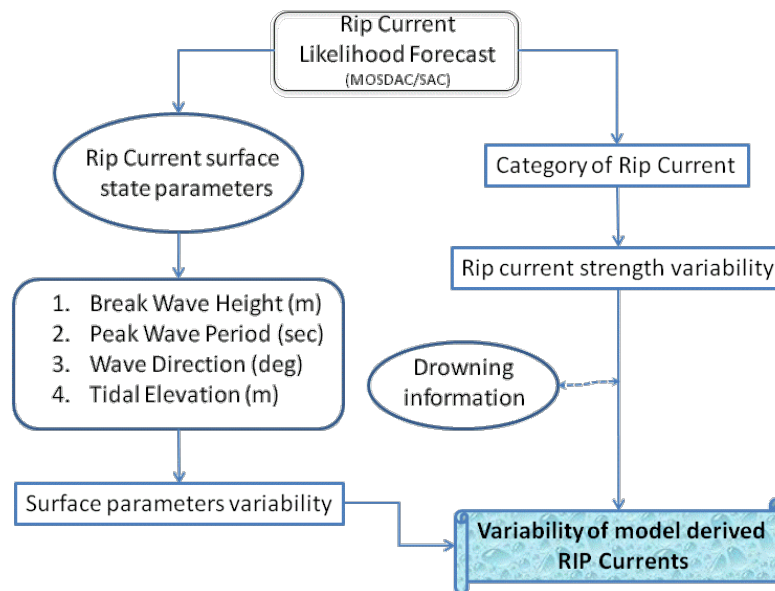 Rip Current
Likelihood Forecast
(MOSDAC/SAC)
Rip Current surface
state parameters
Category of Rip Current
Rip current strength variability
1. Break Wave Height (m)
2. Peak Wave Period (sec)
3. Wave Direction (deg)
4. Tidal Elevation (m)
Drowning
information
Surface parameters variability
Variability of model derived
RIP Currents